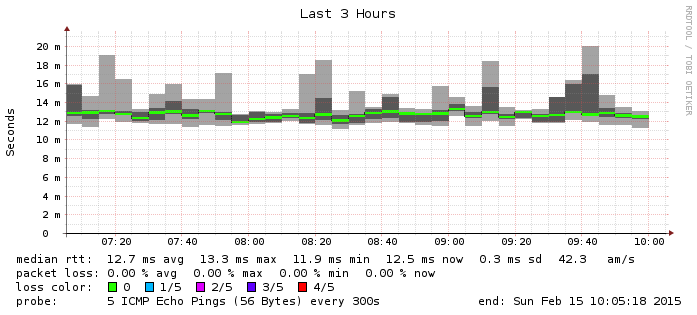 Last 3 Hours
RRDTOOL / TOBI OETIKER
Seconds
20 m
18 m
16 m
14 m
12 m
10 m
8 m
6 m
4 m
2 m
0
07:20 07:40 08:00 08:20 08:40 09:00 09:20 09:40 10:00
median rtt: 12.7 ms avg 13.3 ms max 11.9 ms min 12.5 ms now 0.3 ms sd 42.3 am/s
packet loss: 0.00 % avg 0.00 % max 0.00 % min 0.00 % now
loss color: 0 1/5 2/5 3/5 4/5
probe: 5 ICMP Echo Pings (56 Bytes) every 300s end: Sun Feb 15 10:05:18 2015